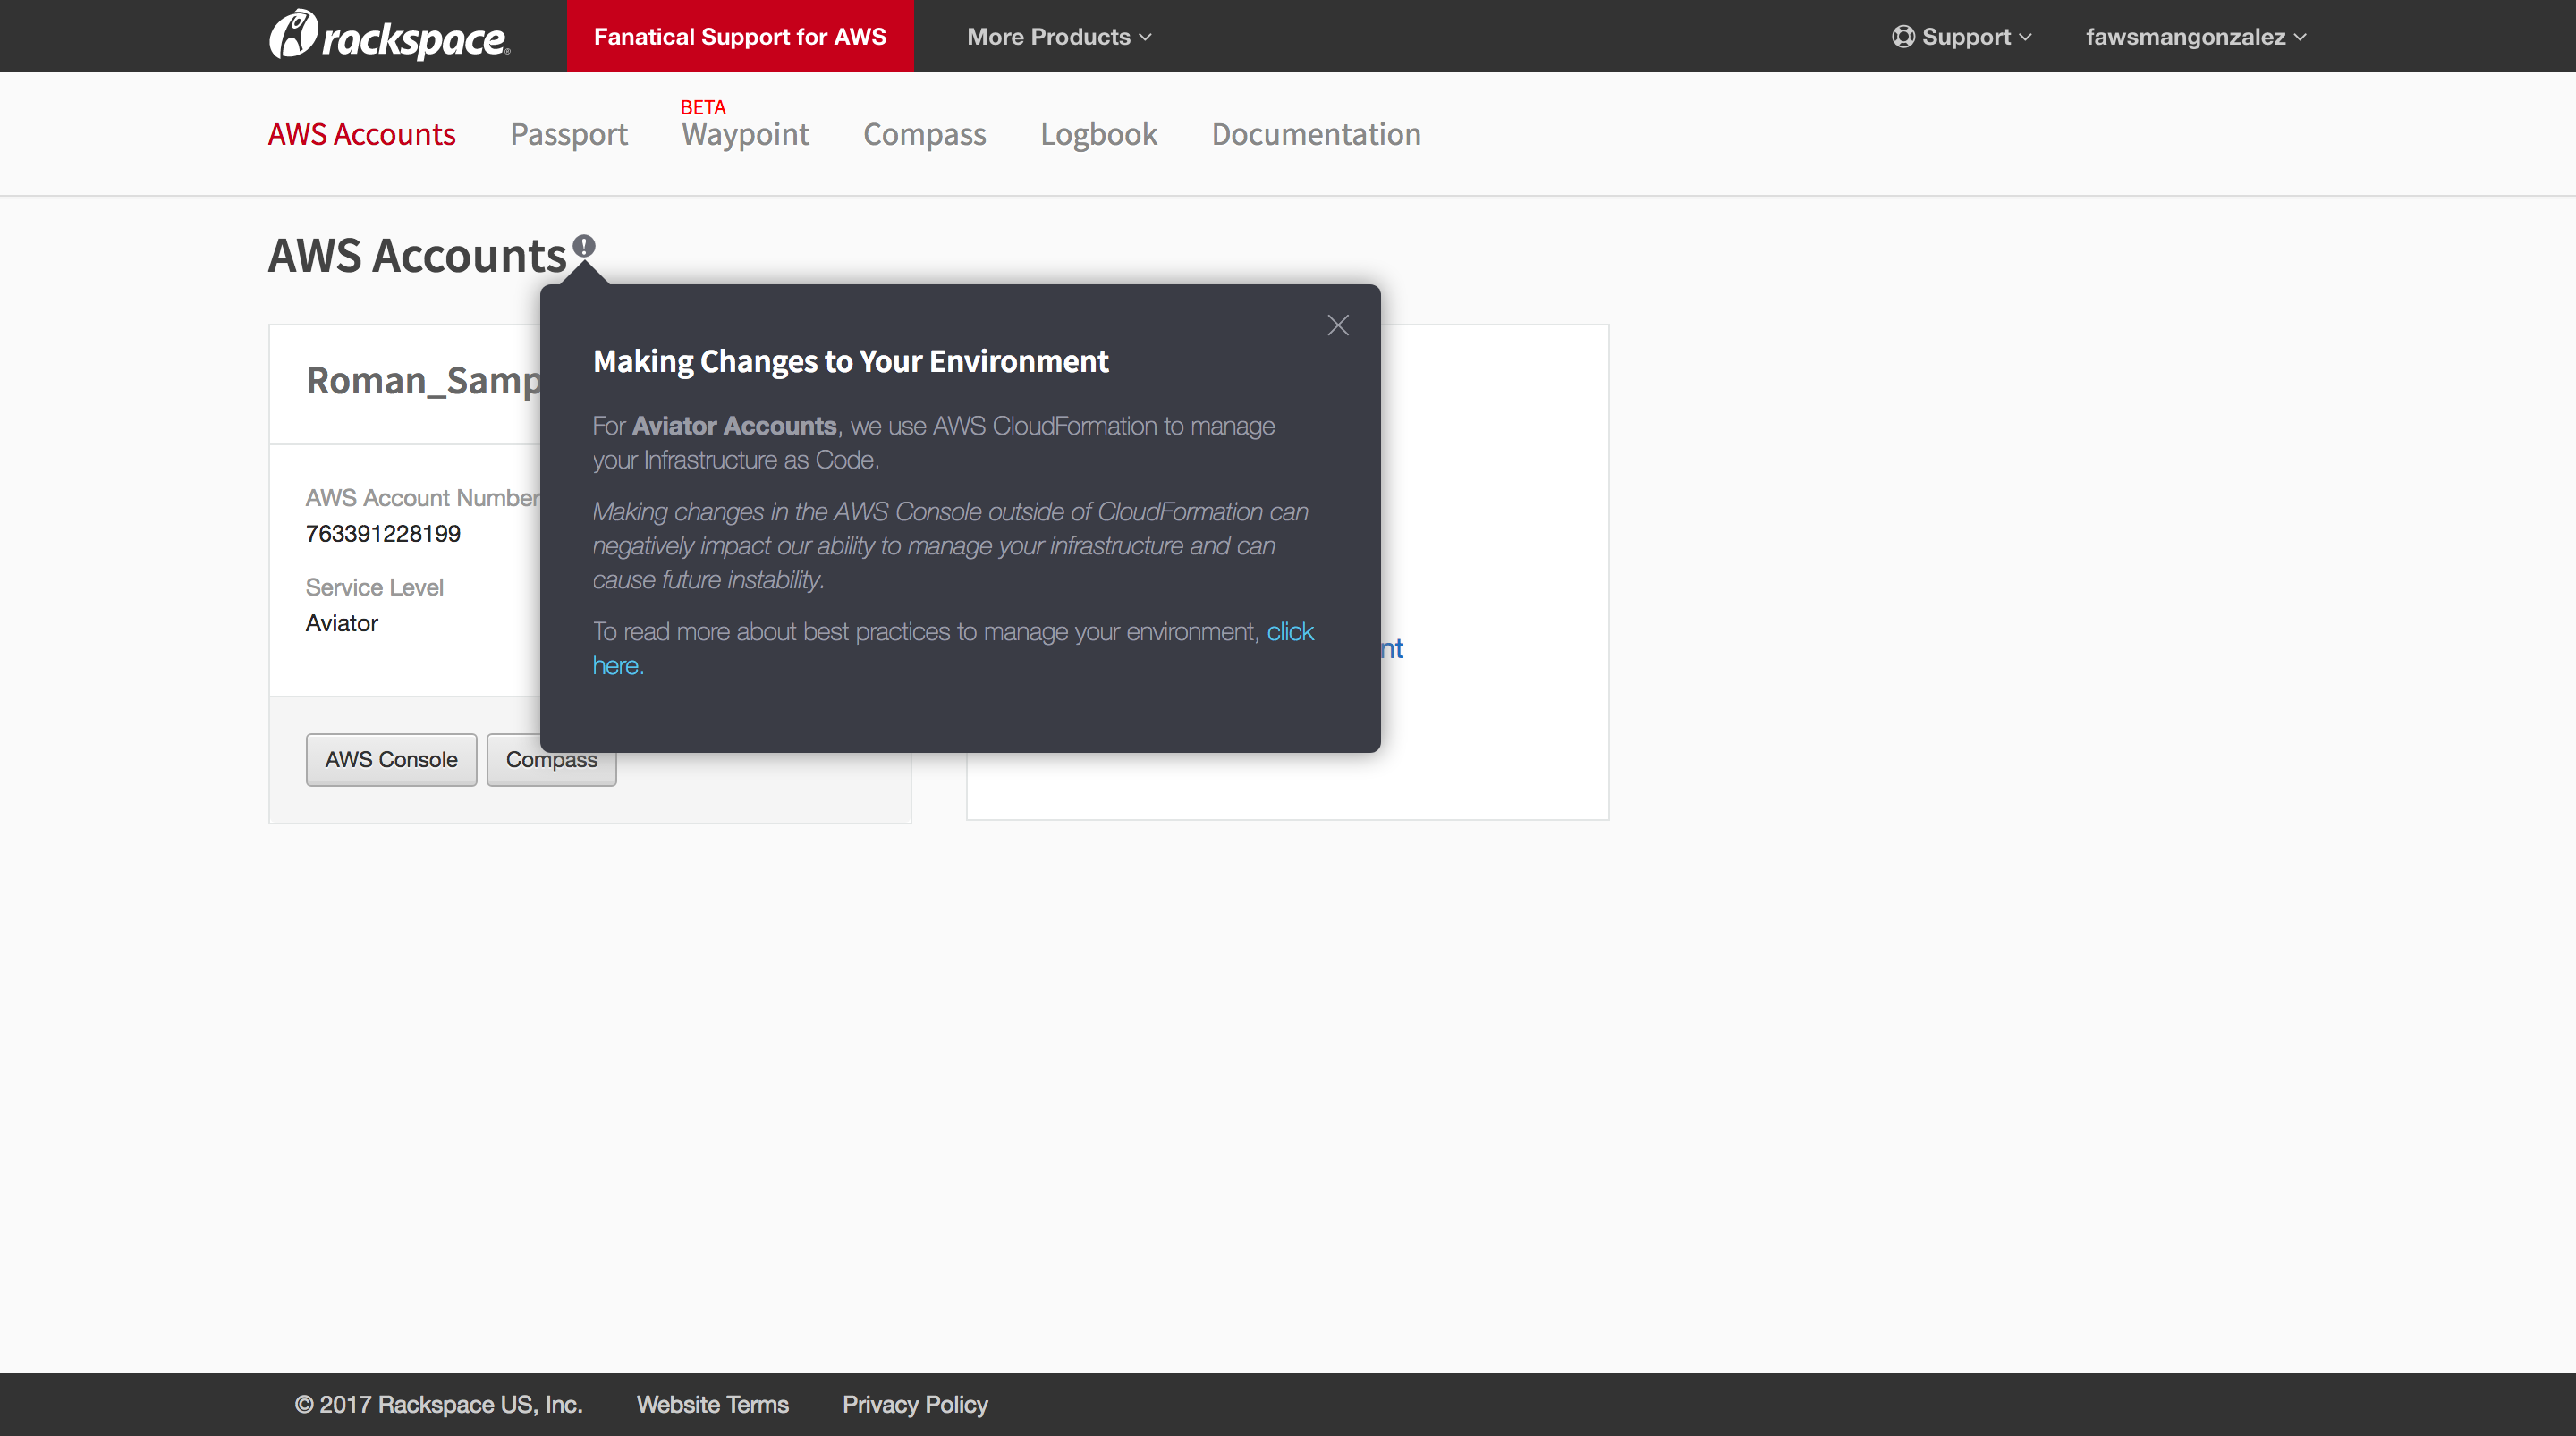 rackspace®
Fanatical Support for AWS
More Products
Support
fawsmangonzalez
AWS Accounts
Passport
BETA
Waypoint
Compass
Logbook
Documentation
AWS Accounts
Roman_Samp
Making Changes to Your Environment
For Aviator Accounts, we use AWS CloudFormation to manage
your Infrastructure as Code.
Making changes in the AWS Console outside of CloudFormation can
negatively impact our ability to manage your infrastructure and can
cause future instability.
To read more about best practices to manage your environment, click
here.
AWS Account Number
763391228199
Service Level
Aviator
nt
AWS Console
Compass
© 2017 Rackspace US, Inc.
Website Terms
Privacy Policy